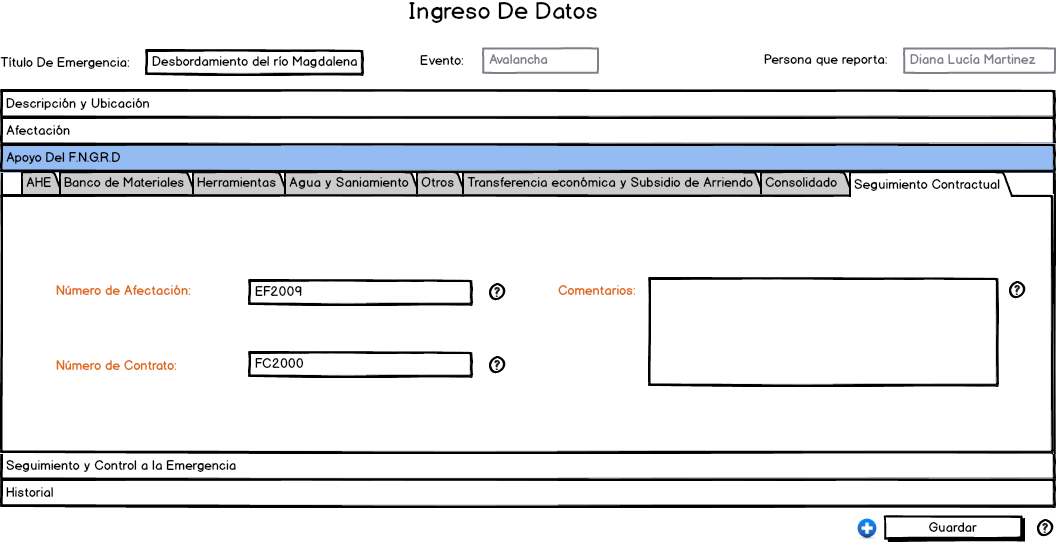 Ingreso De Datos
Título De Emergencia: Desbordamiento del río Magdalena Evento: Avalancha Persona que reporta: Diana Lucía Martinez
Descripción y Ubicación
Afectación
Apoyo Del F.N.G.R.D
AHE Banco de Materiales Herramientas Agua y Saniamiento Otros Transferencia económica y Subsidio de Arriendo Consolidado Seguimiento Contractual
Número de Afectación: EF2009 ? Comentarios: ?
Número de Contrato: FC2000 ?
Seguimiento y Control a la Emergencia
Historial
Guardar ?